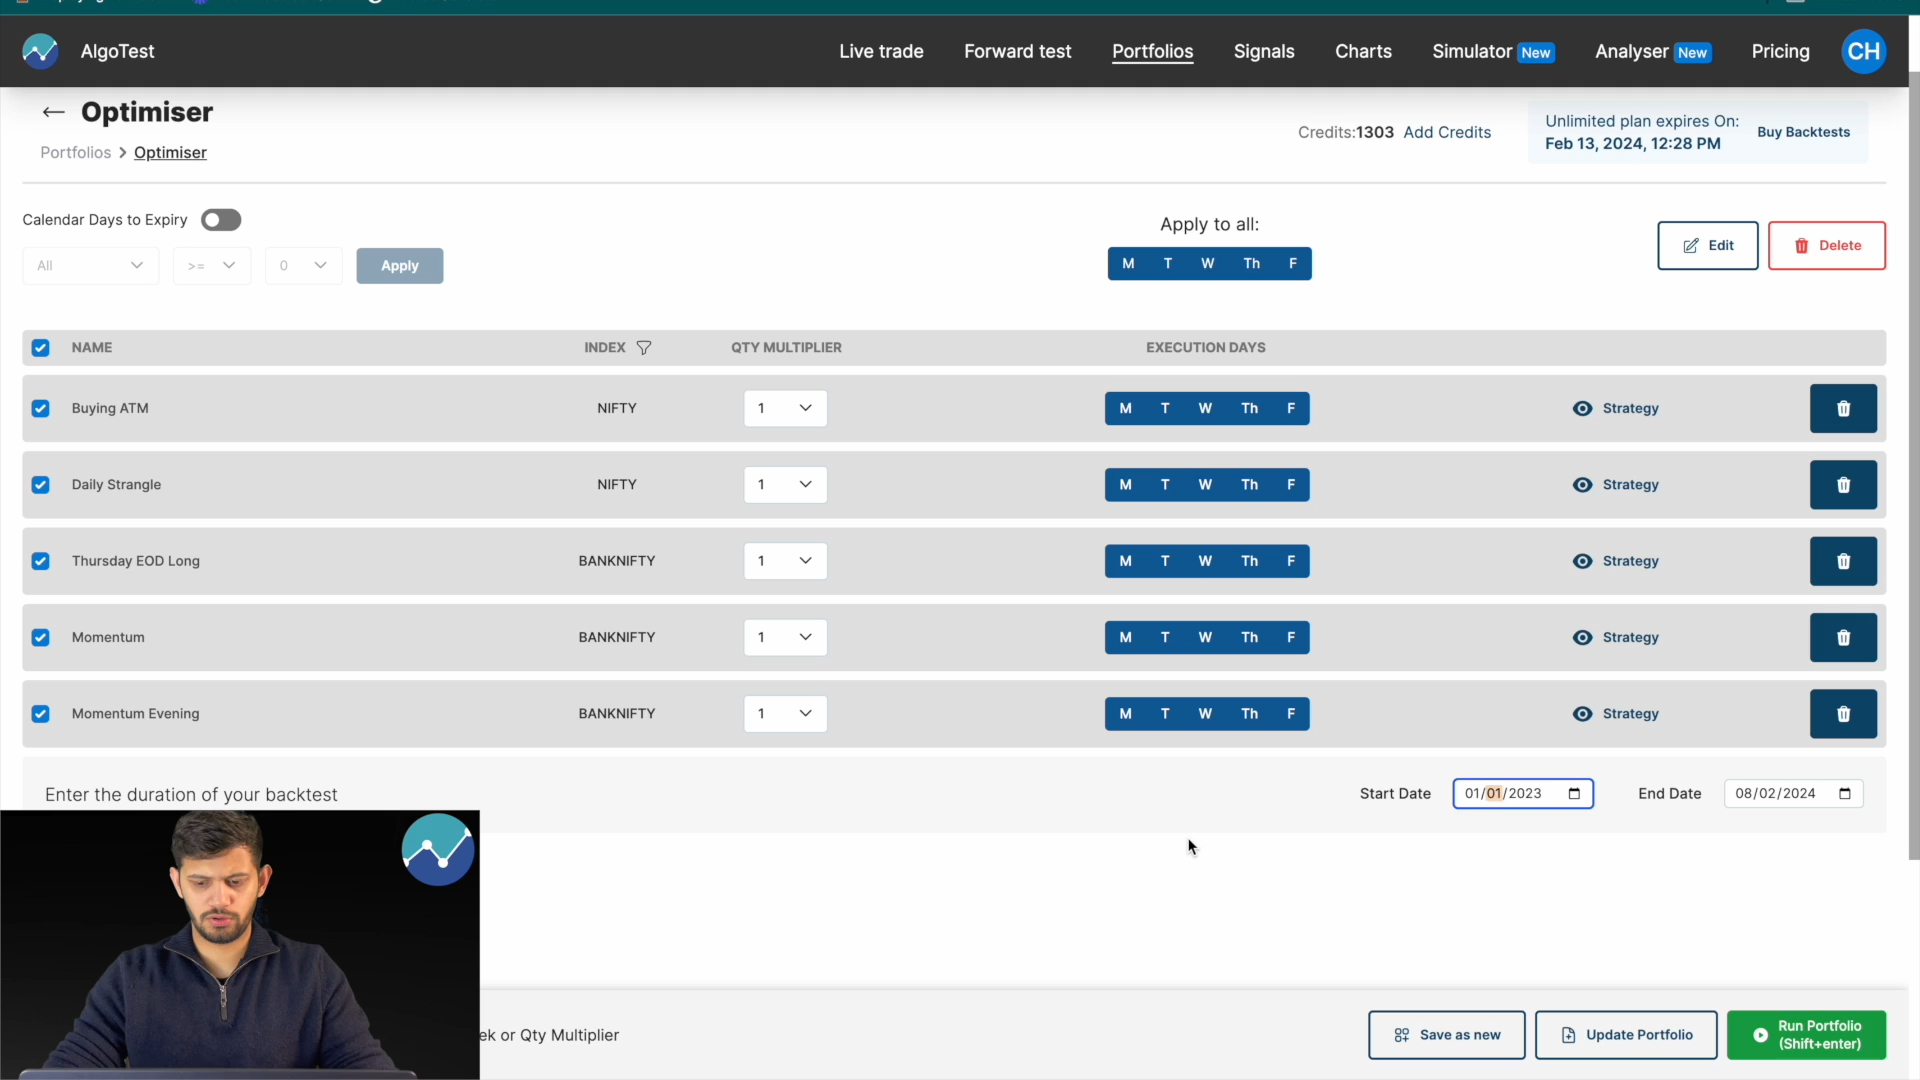 AlgoTest
Live trade
Forward test
Portfolios
Signals
Charts
Simulator New
Analyser New
Pricing
CH
Optimiser
Portfolios > Optimiser
Credits:1303 Add Credits
Unlimited plan expires On:
Feb 13, 2024, 12:28 PM
Buy Backtests
Calendar Days to Expiry
All
>=
0
Apply
Apply to all:
M T W Th F
Edit
Delete
NAME INDEX QTY MULTIPLIER EXECUTION DAYS
Buying ATM NIFTY 1 M T W Th F Strategy
Daily Strangle NIFTY 1 M T W Th F Strategy
Thursday EOD Long BANKNIFTY 1 M T W Th F Strategy
Momentum BANKNIFTY 1 M T W Th F Strategy
Momentum Evening BANKNIFTY 1 M T W Th F Strategy
Enter the duration of your backtest
Start Date 01/01/2023
End Date 08/02/2024
ek or Qty Multiplier
Save as new
Update Portfolio
Run Portfolio
(Shift+enter)